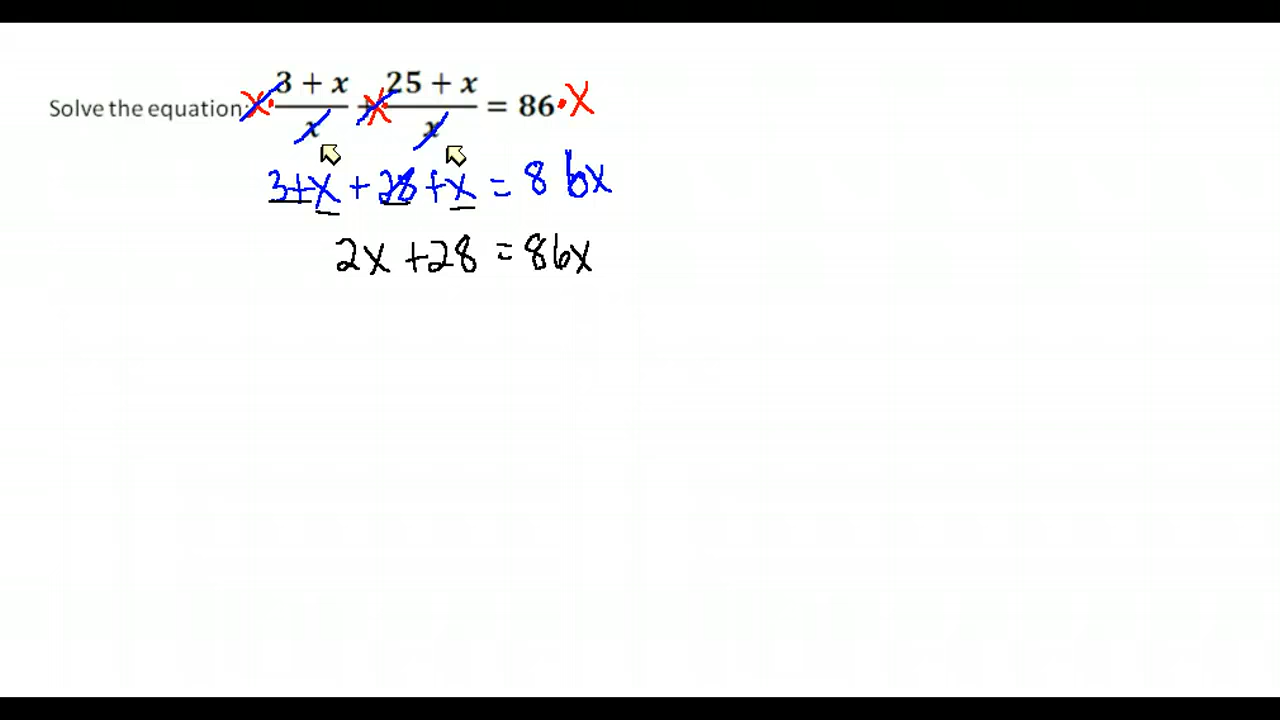 Solve the equation: x · (3 + x)/x + x · (25 + x)/x = 86 · x
3 + x + 28 + x = 86x
2x + 28 = 86x